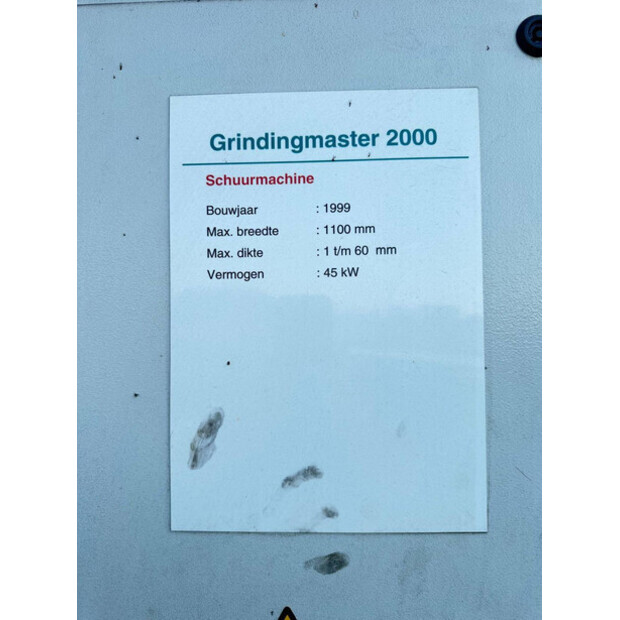 Grindingmaster 2000
Schuurmachine
Bouwjaar : 1999
Max. breedte : 1100 mm
Max. dikte : 1 t/m 60 mm
Vermogen : 45 kW